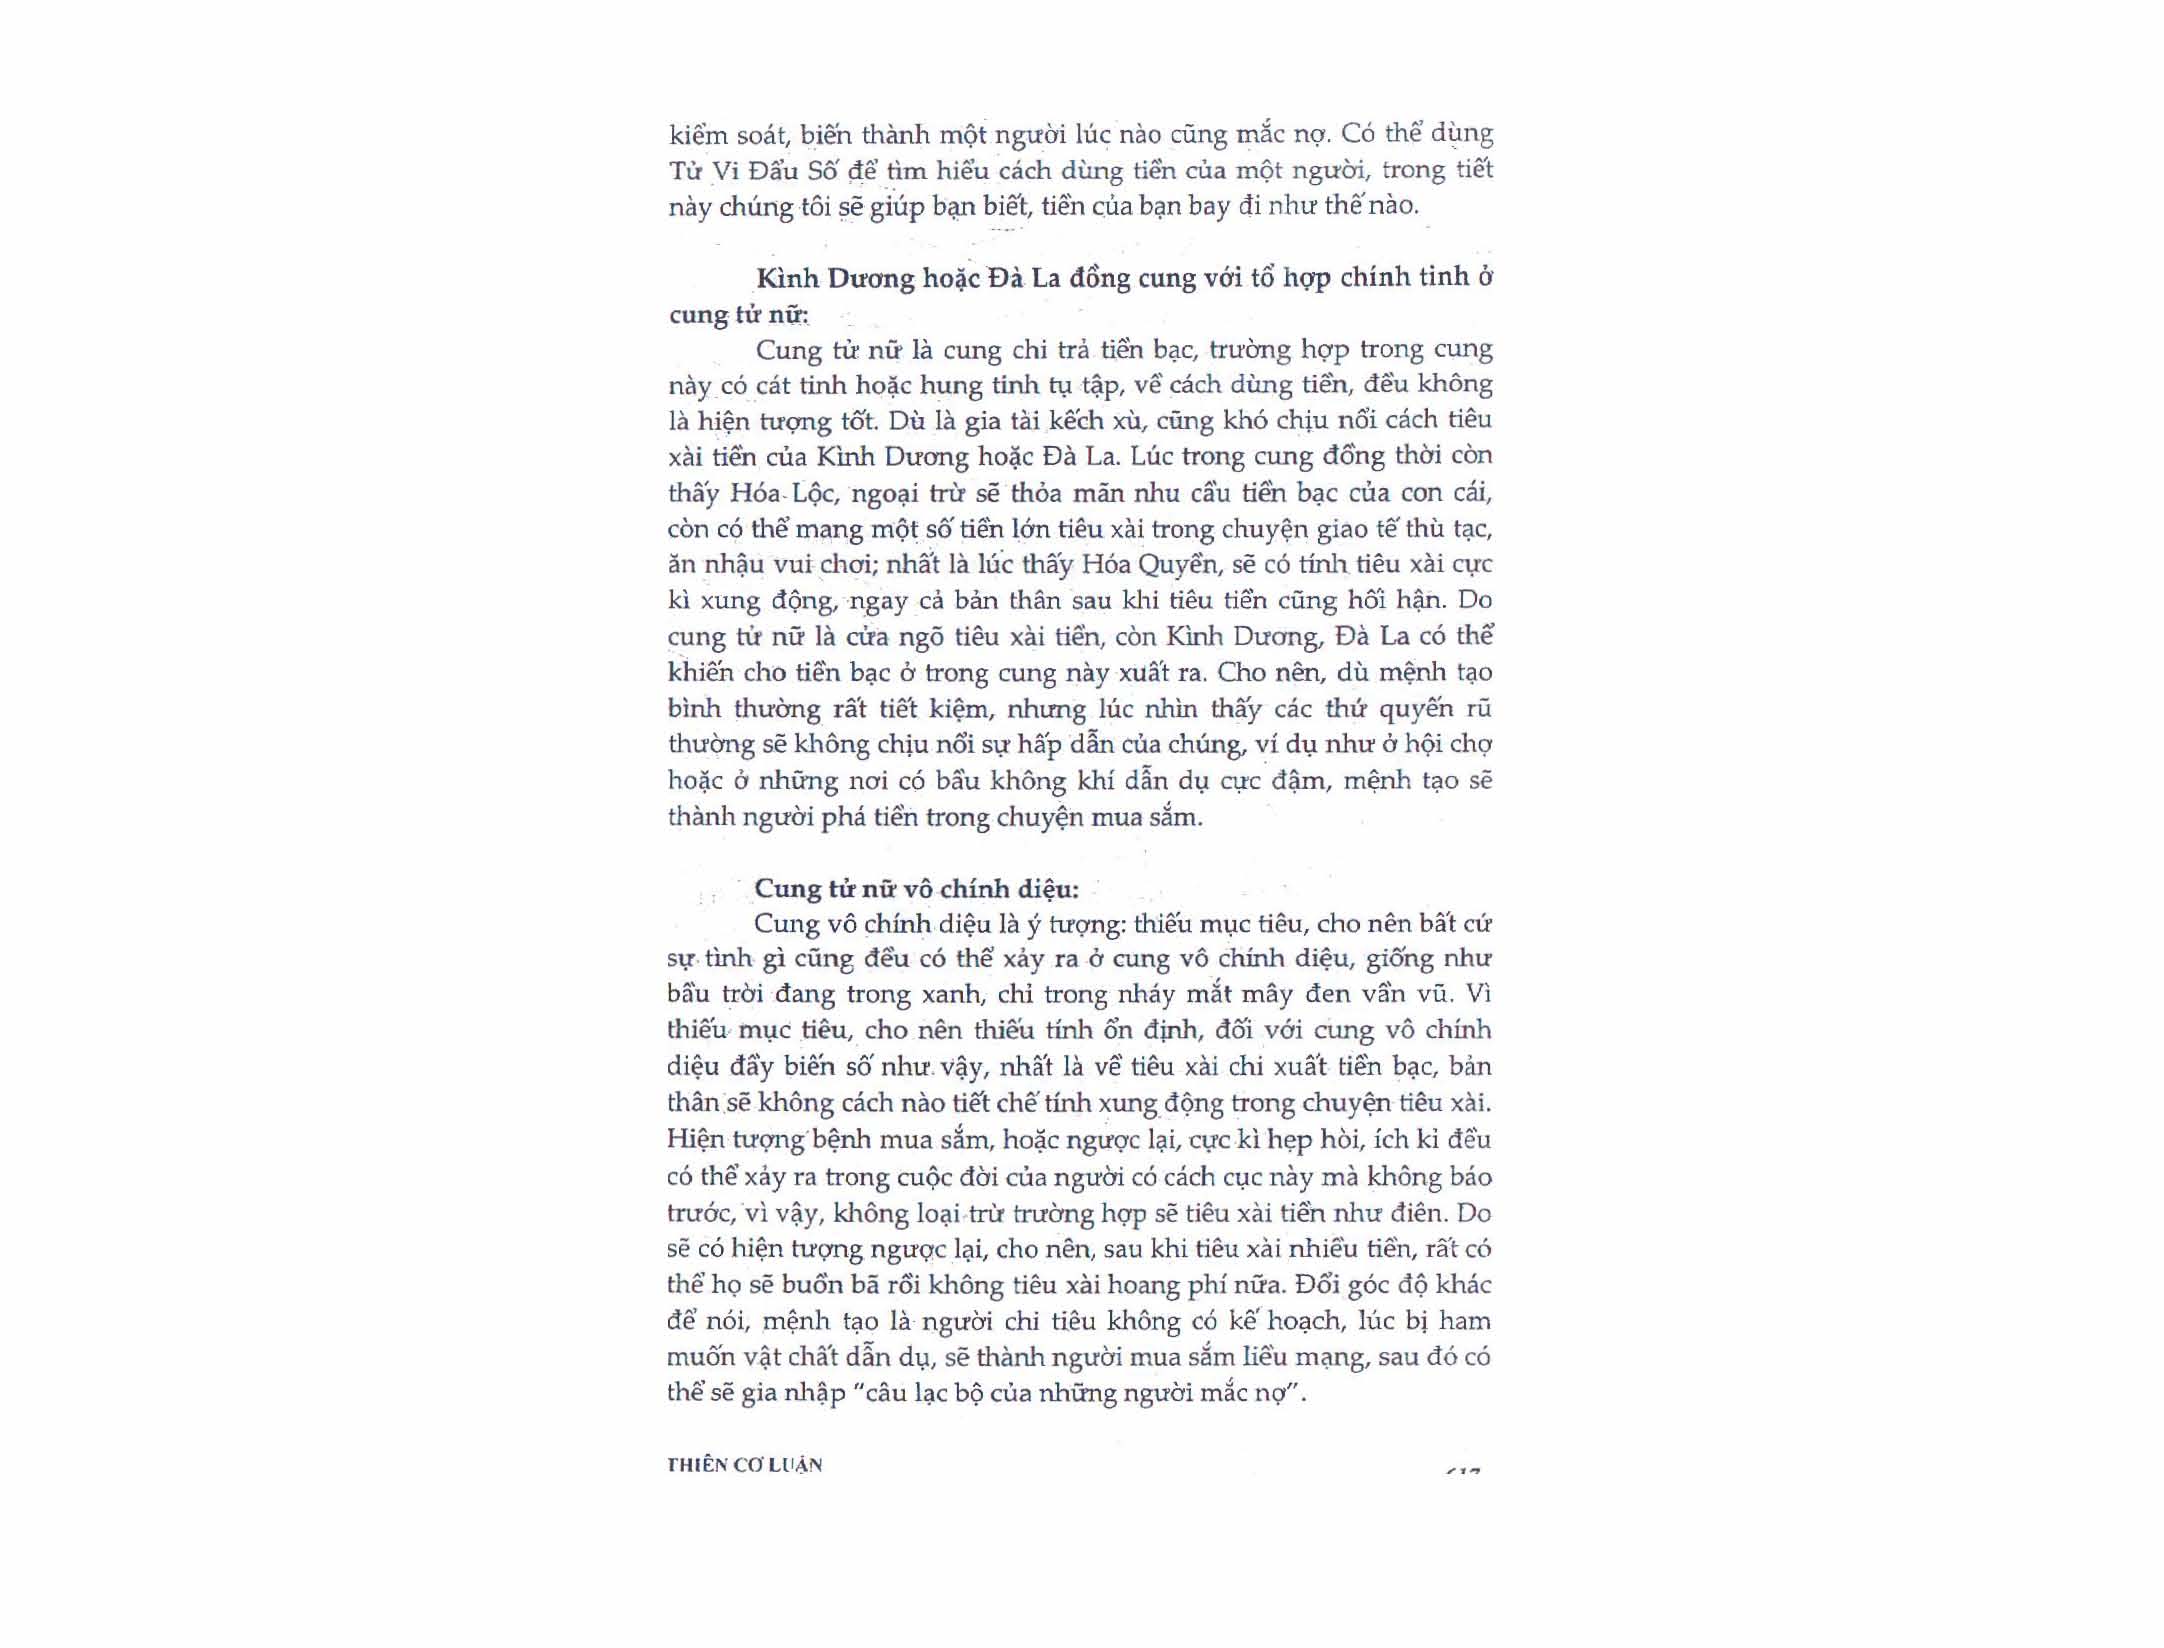 kiểm soát, biến thành một người lúc nào cũng mắc nợ. Có thể dùng
Tử Vi Đẩu Số để tìm hiểu cách dùng tiền của một người, trong tiết
này chúng tôi sẽ giúp bạn biết, tiền của bạn bay đi như thế nào.
Kình Dương hoặc Đà La đồng cung với tổ hợp chính tinh ở
cung tử nữ:
Cung tử nữ là cung chi trả tiền bạc, trường hợp trong cung
này có cát tinh hoặc hung tinh tụ tập, về cách dùng tiền, đều không
là hiện tượng tốt. Dù là gia tài kếch xù, cũng khó chịu nổi cách tiêu
xài tiền của Kình Dương hoặc Đà La. Lúc trong cung đồng thời còn
thấy Hóa Lộc, ngoại trừ sẽ thỏa mãn nhu cầu tiền bạc của con cái,
còn có thể mang một số tiền lớn tiêu xài trong chuyện giao tế thù tạc,
ăn nhậu vui chơi; nhất là lúc thấy Hóa Quyền, sẽ có tính tiêu xài cực
kì xung động, ngay cả bản thân sau khi tiêu tiền cũng hối hận. Do
cung tử nữ là cửa ngõ tiêu xài tiền, còn Kình Dương, Đà La có thể
khiến cho tiền bạc ở trong cung này xuất ra. Cho nên, dù mệnh tạo
bình thường rất tiết kiệm, nhưng lúc nhìn thấy các thứ quyến rũ
thường sẽ không chịu nổi sự hấp dẫn của chúng, ví dụ như ở hội chợ
hoặc ở những nơi có bầu không khí dẫn dụ cực đậm, mệnh tạo sẽ
thành người phá tiền trong chuyện mua sắm.
Cung tử nữ vô chính diệu:
Cung vô chính diệu là ý tượng: thiếu mục tiêu, cho nên bất cứ
sự tình gì cũng đều có thể xảy ra ở cung vô chính diệu, giống như
bầu trời đang trong xanh, chỉ trong nháy mắt mây đen vần vũ. Vì
thiếu mục tiêu, cho nên thiếu tính ổn định, đối với cung vô chính
diệu đầy biến số như vậy, nhất là về tiêu xài chi xuất tiền bạc, bản
thân sẽ không cách nào tiết chế tính xung động trong chuyện tiêu xài.
Hiện tượng bệnh mua sắm, hoặc ngược lại, cực kì hẹp hòi, ích kỉ đều
có thể xảy ra trong cuộc đời của người có cách cục này mà không báo
trước, vì vậy, không loại trừ trường hợp sẽ tiêu xài tiền như điên. Do
sẽ có hiện tượng ngược lại, cho nên, sau khi tiêu xài nhiều tiền, rất có
thể họ sẽ buồn bã rồi không tiêu xài hoang phí nữa. Đổi góc độ khác
để nói, mệnh tạo là người chi tiêu không có kế hoạch, lúc bị ham
muốn vật chất dẫn dụ, sẽ thành người mua sắm liều mạng, sau đó có
thể sẽ gia nhập "câu lạc bộ của những người mắc nợ".
THIÊN CƠ LUẬN